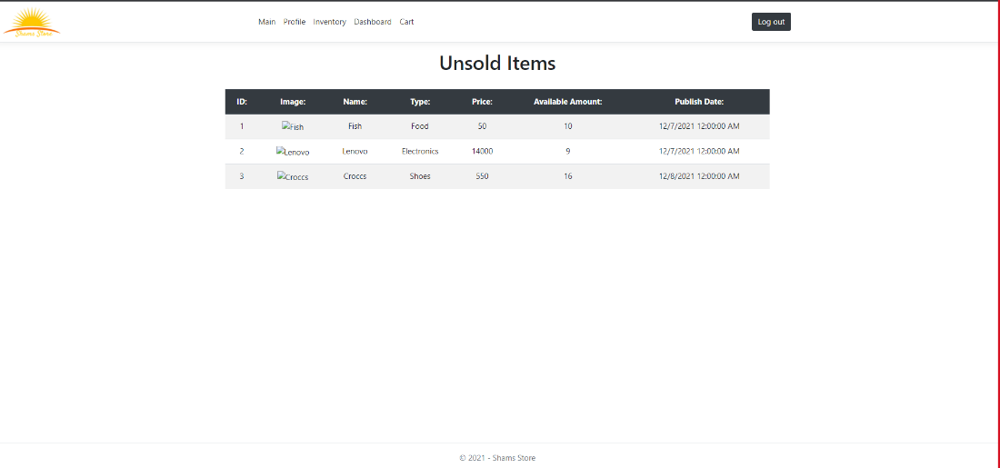 Shams Store
Main Profile Inventory Dashboard Cart Log out
Unsold Items
ID: Image: Name: Type: Price: Available Amount: Publish Date:
1 Fish Fish Food 50 10 12/7/2021 12:00:00 AM
2 Lenovo Lenovo Electronics 14000 9 12/7/2021 12:00:00 AM
3 Croccs Croccs Shoes 550 16 12/8/2021 12:00:00 AM
© 2021 - Shams Store